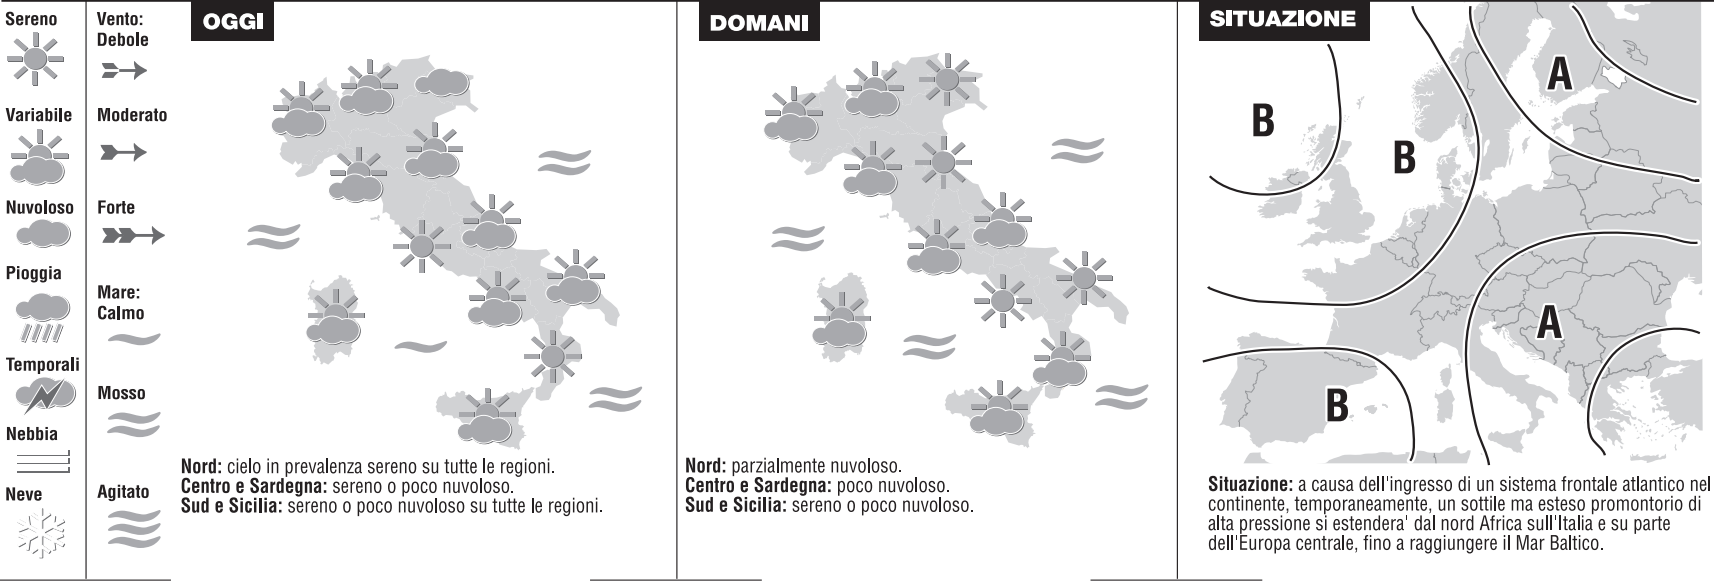 Sereno
Variabile
Nuvoloso
Pioggia
Temporali
Nebbia
Neve
Vento:
Debole
Moderato
Forte
Mare:
Calmo
Mosso
Agitato
OGGI
Nord: cielo in prevalenza sereno su tutte le regioni.
Centro e Sardegna: sereno o poco nuvoloso.
Sud e Sicilia: sereno o poco nuvoloso su tutte le regioni.
DOMANI
Nord: parzialmente nuvoloso.
Centro e Sardegna: poco nuvoloso.
Sud e Sicilia: sereno o poco nuvoloso.
SITUAZIONE
A
B
B
A
B
Situazione: a causa dell'ingresso di un sistema frontale atlantico nel
continente, temporaneamente, un sottile ma esteso promontorio di
alta pressione si estendera' dal nord Africa sull'Italia e su parte
dell'Europa centrale, fino a raggiungere il Mar Baltico.